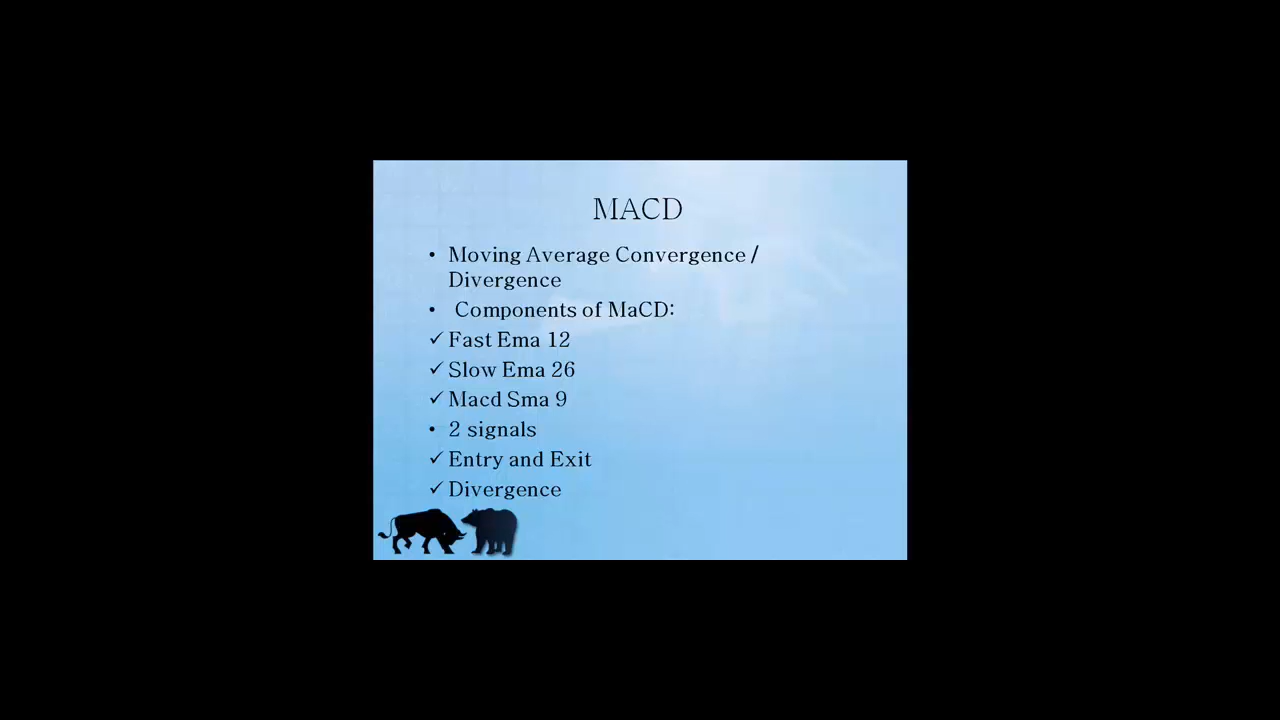 MACD
• Moving Average Convergence /
Divergence
• Components of MaCD:
✓ Fast Ema 12
✓ Slow Ema 26
✓ Macd Sma 9
• 2 signals
✓ Entry and Exit
✓ Divergence